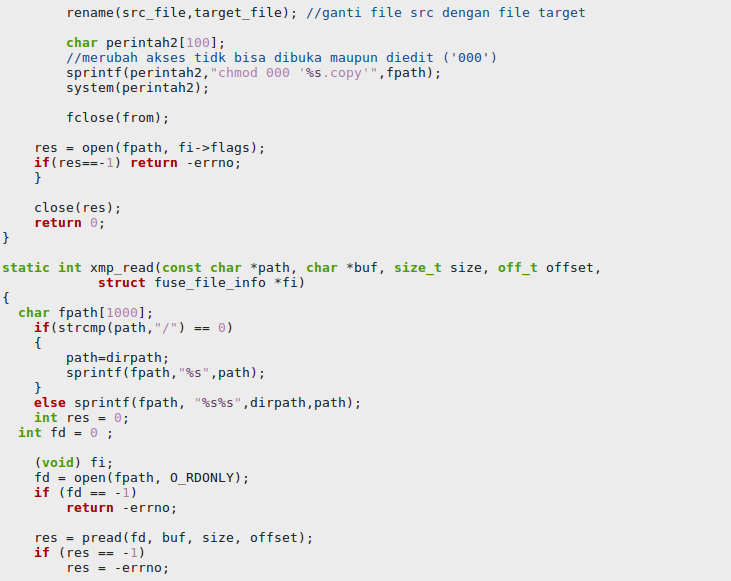 rename(src_file,target_file); //ganti file src dengan file target

        char perintah2[100];
        //merubah akses tidk bisa dibuka maupun diedit ('000')
        sprintf(perintah2,"chmod 000 '%s.copy'",fpath);
        system(perintah2);

        fclose(from);

    res = open(fpath, fi->flags);
    if(res==-1) return -errno;
    }

    close(res);
    return 0;
}

static int xmp_read(const char *path, char *buf, size_t size, off_t offset,
            struct fuse_file_info *fi)
{
  char fpath[1000];
    if(strcmp(path,"/") == 0)
    {
        path=dirpath;
        sprintf(fpath,"%s",path);
    }
    else sprintf(fpath, "%s%s",dirpath,path);
    int res = 0;
  int fd = 0 ;

    (void) fi;
    fd = open(fpath, O_RDONLY);
    if (fd == -1)
        return -errno;

    res = pread(fd, buf, size, offset);
    if (res == -1)
        res = -errno;